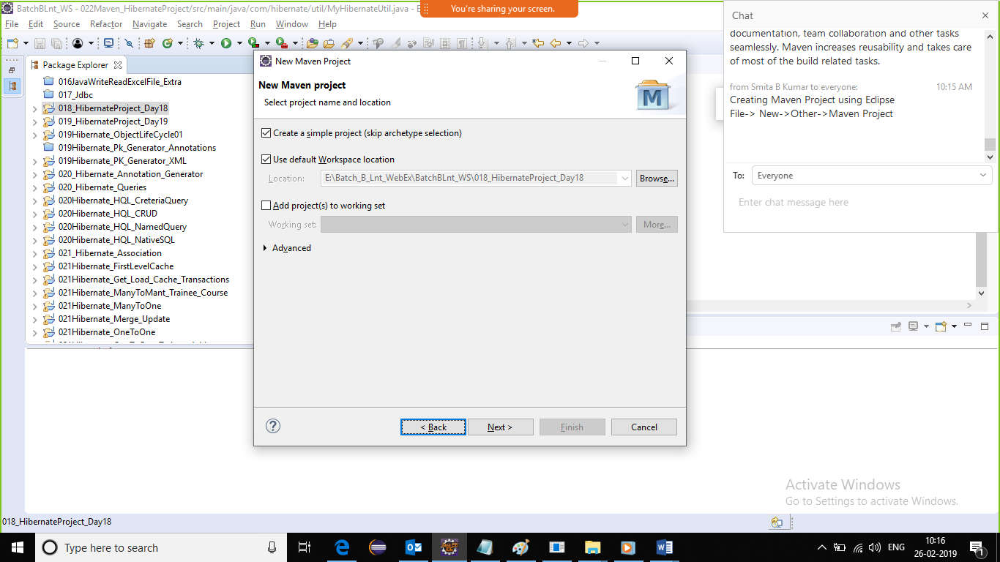 BatchBLnt_WS - 022Maven_HibernateProject/src/main/java/com/hibernate/util/MyHibernateUtil.java - E
You're sharing your screen.
File Edit Source Refactor Navigate Search Project Run Window Help
Package Explorer
016JavaWriteReadExcelFile_Extra
017_Jdbc
018_HibernateProject_Day18
019_HibernateProject_Day19
019Hibernate_ObjectLifeCycle01
019Hibernate_Pk_Generator_Annotations
019Hibernate_PK_Generator_XML
020_Hibernate_Annotation_Generator
020_Hibernate_Queries
020Hibernate_HQL_CreteriaQuery
020Hibernate_HQL_CRUD
020Hibernate_HQL_NamedQuery
020Hibernate_HQL_NativeSQL
021_Hibernate_Association
021Hibernate_FirstLevelCache
021Hibernate_Get_Load_Cache_Transactions
021Hibernate_ManyToMant_Trainee_Course
021Hibernate_ManyToOne
021Hibernate_Merge_Update
021Hibernate_OneToOne
New Maven Project
New Maven project
Select project name and location
M
Create a simple project (skip archetype selection)
Use default Workspace location
Location: E:\Batch_B_Lnt_WebEx\BatchBLnt_WS\018_HibernateProject_Day18 Browse...
Add project(s) to working set
Working set: More...
Advanced
? < Back Next > Finish Cancel
Chat
documentation, team collaboration and other tasks
seamlessly. Maven increases reusability and takes care
of most of the build related tasks.
from Smita B Kumar to everyone: 10:15 AM
Creating Maven Project using Eclipse
File-> New->Other->Maven Project
To: Everyone
Enter chat message here
Activate Windows
Go to Settings to activate Windows.
018_HibernateProject_Day18
Type here to search
ENG
10:16
26-02-2019
1